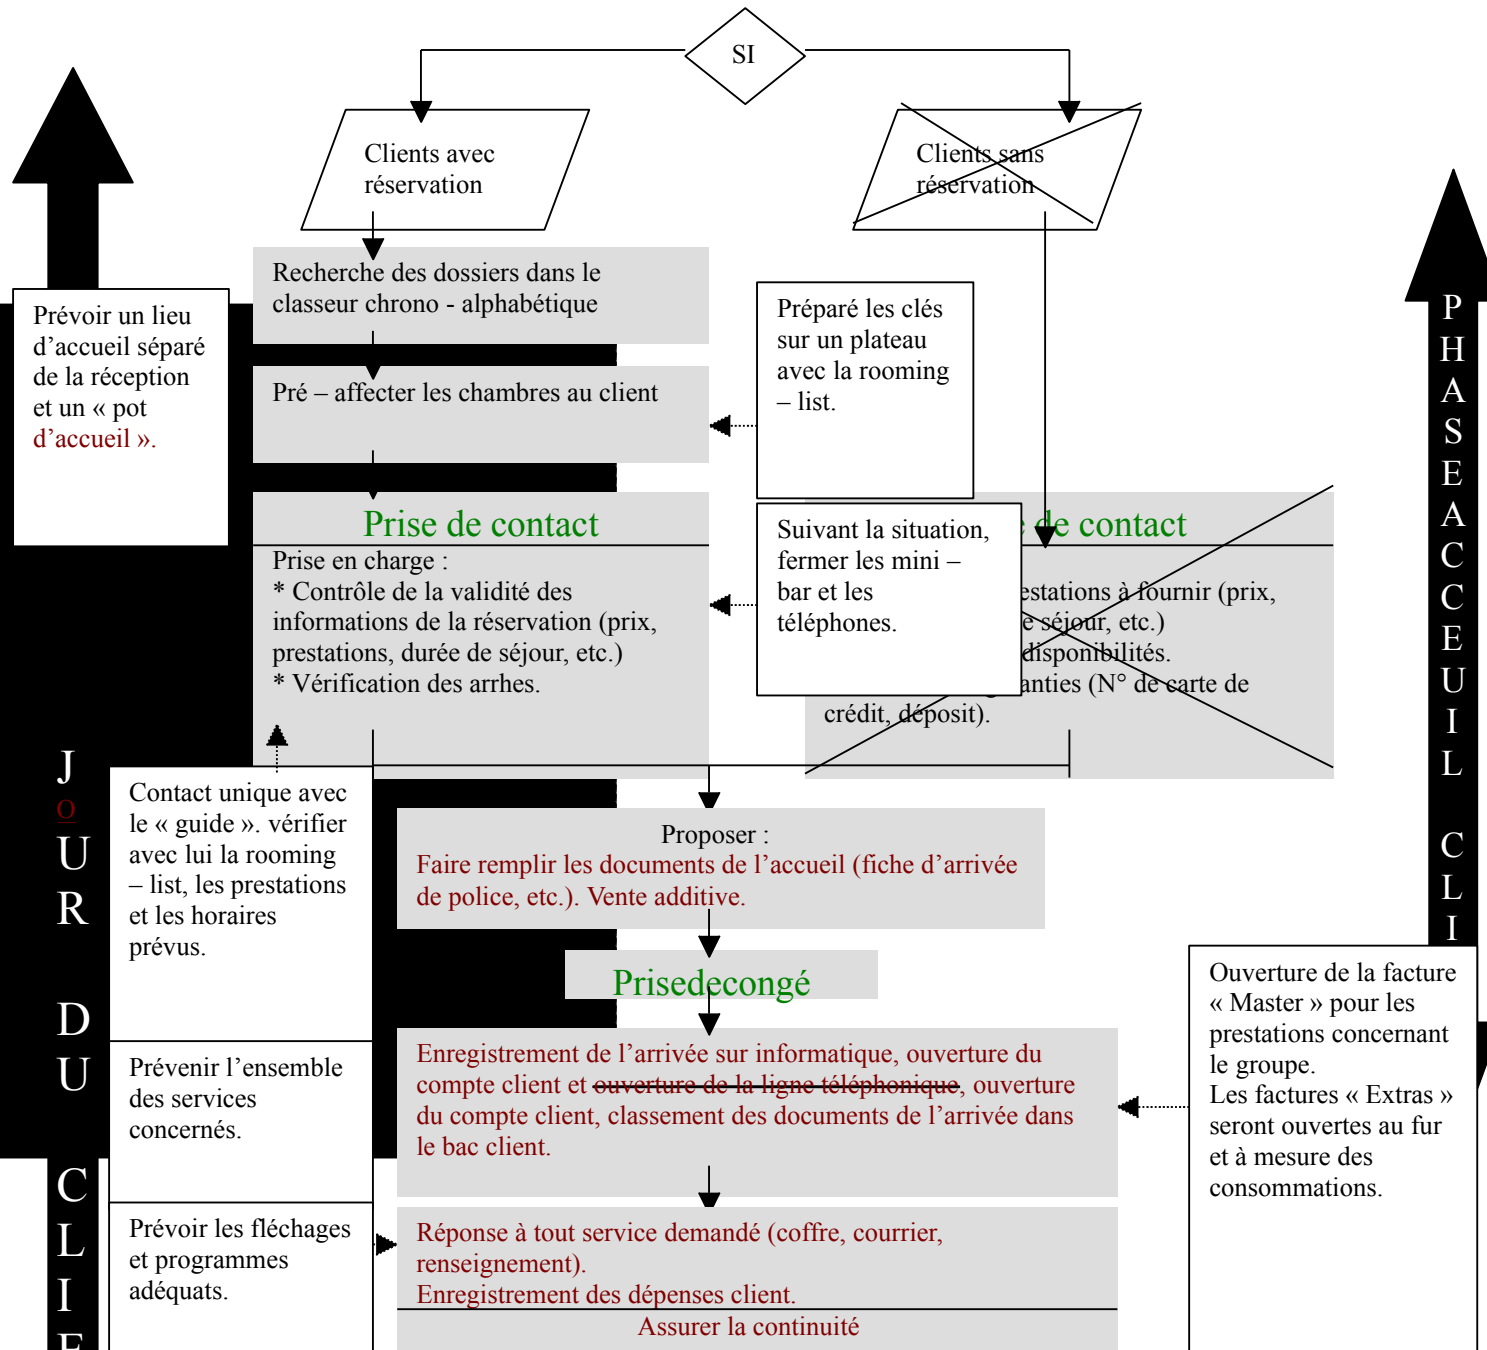 SI
Clients avec
réservation
Clients sans
réservation
Recherche des dossiers dans le
classeur chrono - alphabétique
Prévoir un lieu
d’accueil séparé
de la réception
et un « pot
d’accueil ».
Préparé les clés
sur un plateau
avec la rooming
– list.
Pré – affecter les chambres au client
Prise de contact
Prise en charge :
* Contrôle de la validité des
informations de la réservation (prix,
prestations, durée de séjour, etc.)
* Vérification des arrhes.
Suivant la situation,
fermer les mini –
bar et les
téléphones.
de contact
estations à fournir (prix,
séjour, etc.)
disponibilités.
anties (N° de carte de
crédit, déposit).
Contact unique avec
le « guide ». vérifier
avec lui la rooming
– list, les prestations
et les horaires
prévus.
Proposer :
Faire remplir les documents de l’accueil (fiche d’arrivée
de police, etc.). Vente additive.
Prisedecongé
Prévenir l’ensemble
des services
concernés.
Enregistrement de l’arrivée sur informatique, ouverture du
compte client et ouverture de la ligne téléphonique, ouverture
du compte client, classement des documents de l’arrivée dans
le bac client.
Ouverture de la facture
« Master » pour les
prestations concernant
le groupe.
Les factures « Extras »
seront ouvertes au fur
et à mesure des
consommations.
Prévoir les fléchages
et programmes
adéquats.
Réponse à tout service demandé (coffre, courrier,
renseignement).
Enregistrement des dépenses client.
Assurer la continuité
J
o
U
R
D
U
C
L
I
E
P
H
A
S
E
A
C
C
E
U
I
L
C
L
I